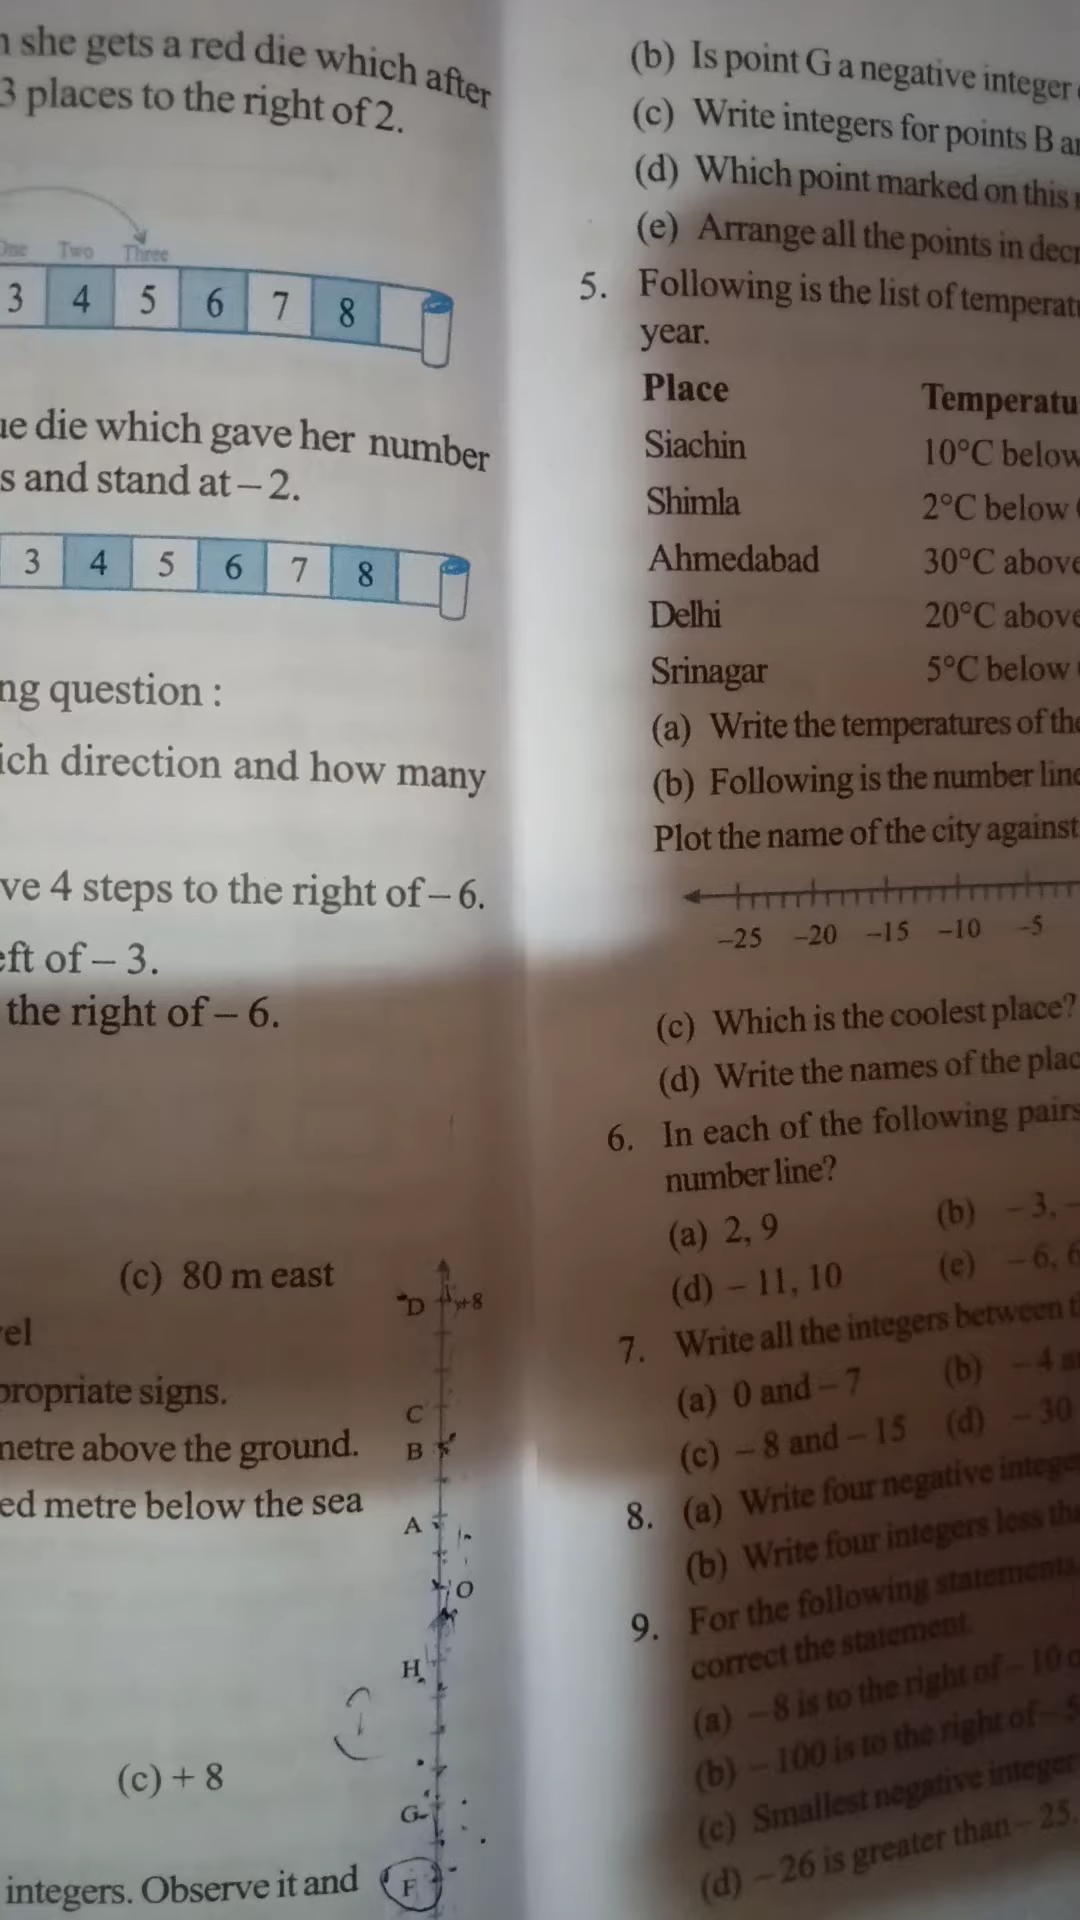 she gets a red die which after
3 places to the right of 2.
One Two Three
3 4 5 6 7 8
die which gave her number
s and stand at – 2.
3 4 5 6 7 8
ng question :
ich direction and how many
ve 4 steps to the right of – 6.
eft of – 3.
the right of – 6.
(c) 80 m east
el
propriate signs.
metre above the ground.
ed metre below the sea
(c) + 8
integers. Observe it and
D +8
C
B
A
O
H
G
F
(b) Is point G a negative integer
(c) Write integers for points B
(d) Which point marked on this
(e) Arrange all the points in decr
5. Following is the list of temperatu
year.
Place Temperatu
Siachin 10°C below
Shimla 2°C below
Ahmedabad 30°C above
Delhi 20°C above
Srinagar 5°C below
(a) Write the temperatures of the
(b) Following is the number line
Plot the name of the city against
–25 –20 –15 –10 –5
(c) Which is the coolest place?
(d) Write the names of the plac
6. In each of the following pairs
number line?
(a) 2, 9 (b) – 3, –
(d) – 11, 10 (e) – 6, 6
7. Write all the integers between t
(a) 0 and – 7 (b) – 4
(c) – 8 and – 15 (d) – 30
8. (a) Write four negative intege
(b) Write four integers less tha
9. For the following statements,
correct the statement.
(a) – 8 is to the right of – 10
(b) – 100 is to the right of – 5
(c) Smallest negative integer
(d) – 26 is greater than – 25.